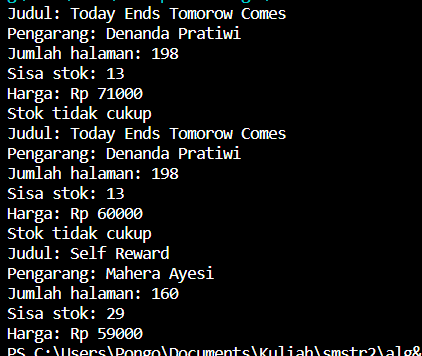 Judul: Today Ends Tomorow Comes
Pengarang: Denanda Pratiwi
Jumlah halaman: 198
Sisa stok: 13
Harga: Rp 71000
Stok tidak cukup
Judul: Today Ends Tomorow Comes
Pengarang: Denanda Pratiwi
Jumlah halaman: 198
Sisa stok: 13
Harga: Rp 60000
Stok tidak cukup
Judul: Self Reward
Pengarang: Mahera Ayesi
Jumlah halaman: 160
Sisa stok: 29
Harga: Rp 59000
PS C:\Users\Pongo\Documents\Kuliah\smstr2\alg&